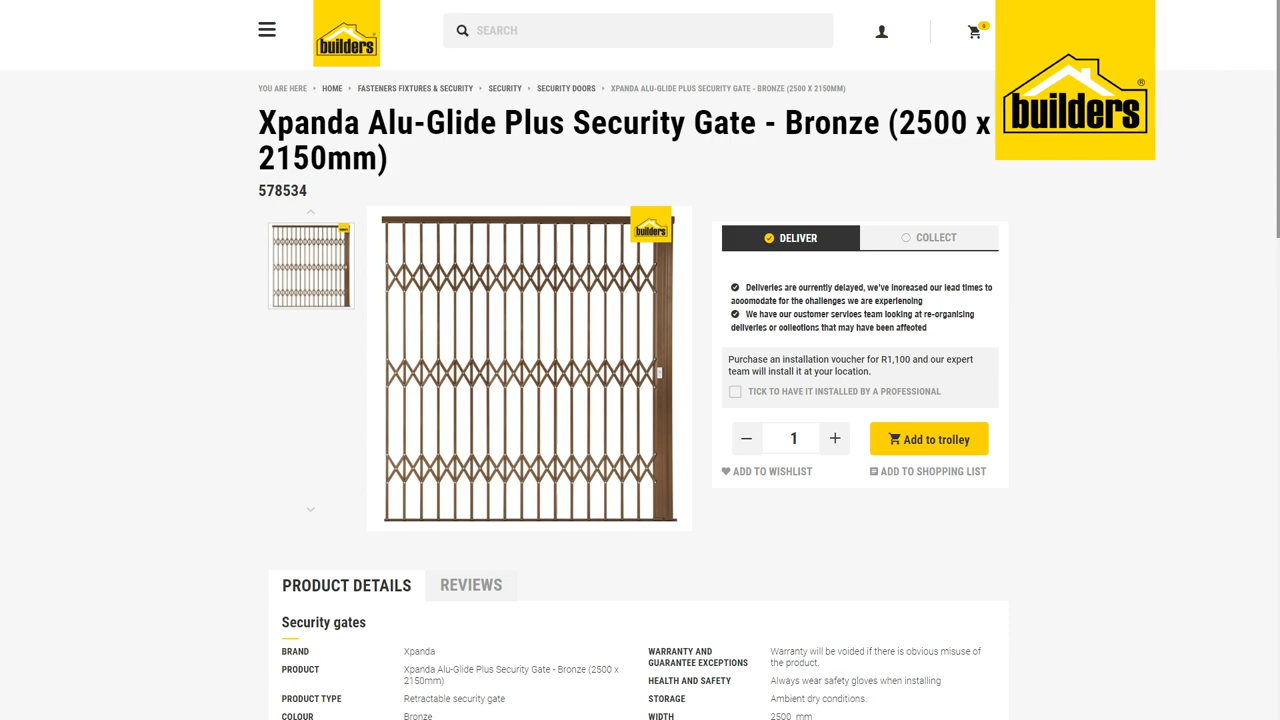 builders
SEARCH
0
builders
®
YOU ARE HERE
HOME
FASTENERS FIXTURES & SECURITY
SECURITY
SECURITY DOORS
XPANDA ALU-GLIDE PLUS SECURITY GATE - BRONZE (2500 X 2150MM)
Xpanda Alu-Glide Plus Security Gate - Bronze (2500 x
2150mm)
578534
builders
DELIVER
COLLECT
Deliveries are currently delayed, we've increased our lead times to
accomodate for the challenges we are experiencing
We have our customer services team looking at re-organising
deliveries or collections that may have been affected
Purchase an installation voucher for R1,100 and our expert
team will install it at your location.
TICK TO HAVE IT INSTALLED BY A PROFESSIONAL
1
Add to trolley
ADD TO WISHLIST
ADD TO SHOPPING LIST
PRODUCT DETAILS
REVIEWS
Security gates
BRAND
Xpanda
PRODUCT
Xpanda Alu-Glide Plus Security Gate - Bronze (2500 x
2150mm)
PRODUCT TYPE
Retractable security gate
COLOUR
Bronze
WARRANTY AND
GUARANTEE EXCEPTIONS
Warranty will be voided if there is obvious misuse of
the product.
HEALTH AND SAFETY
Always wear safety gloves when installing
STORAGE
Ambient dry conditions.
WIDTH
2500 mm